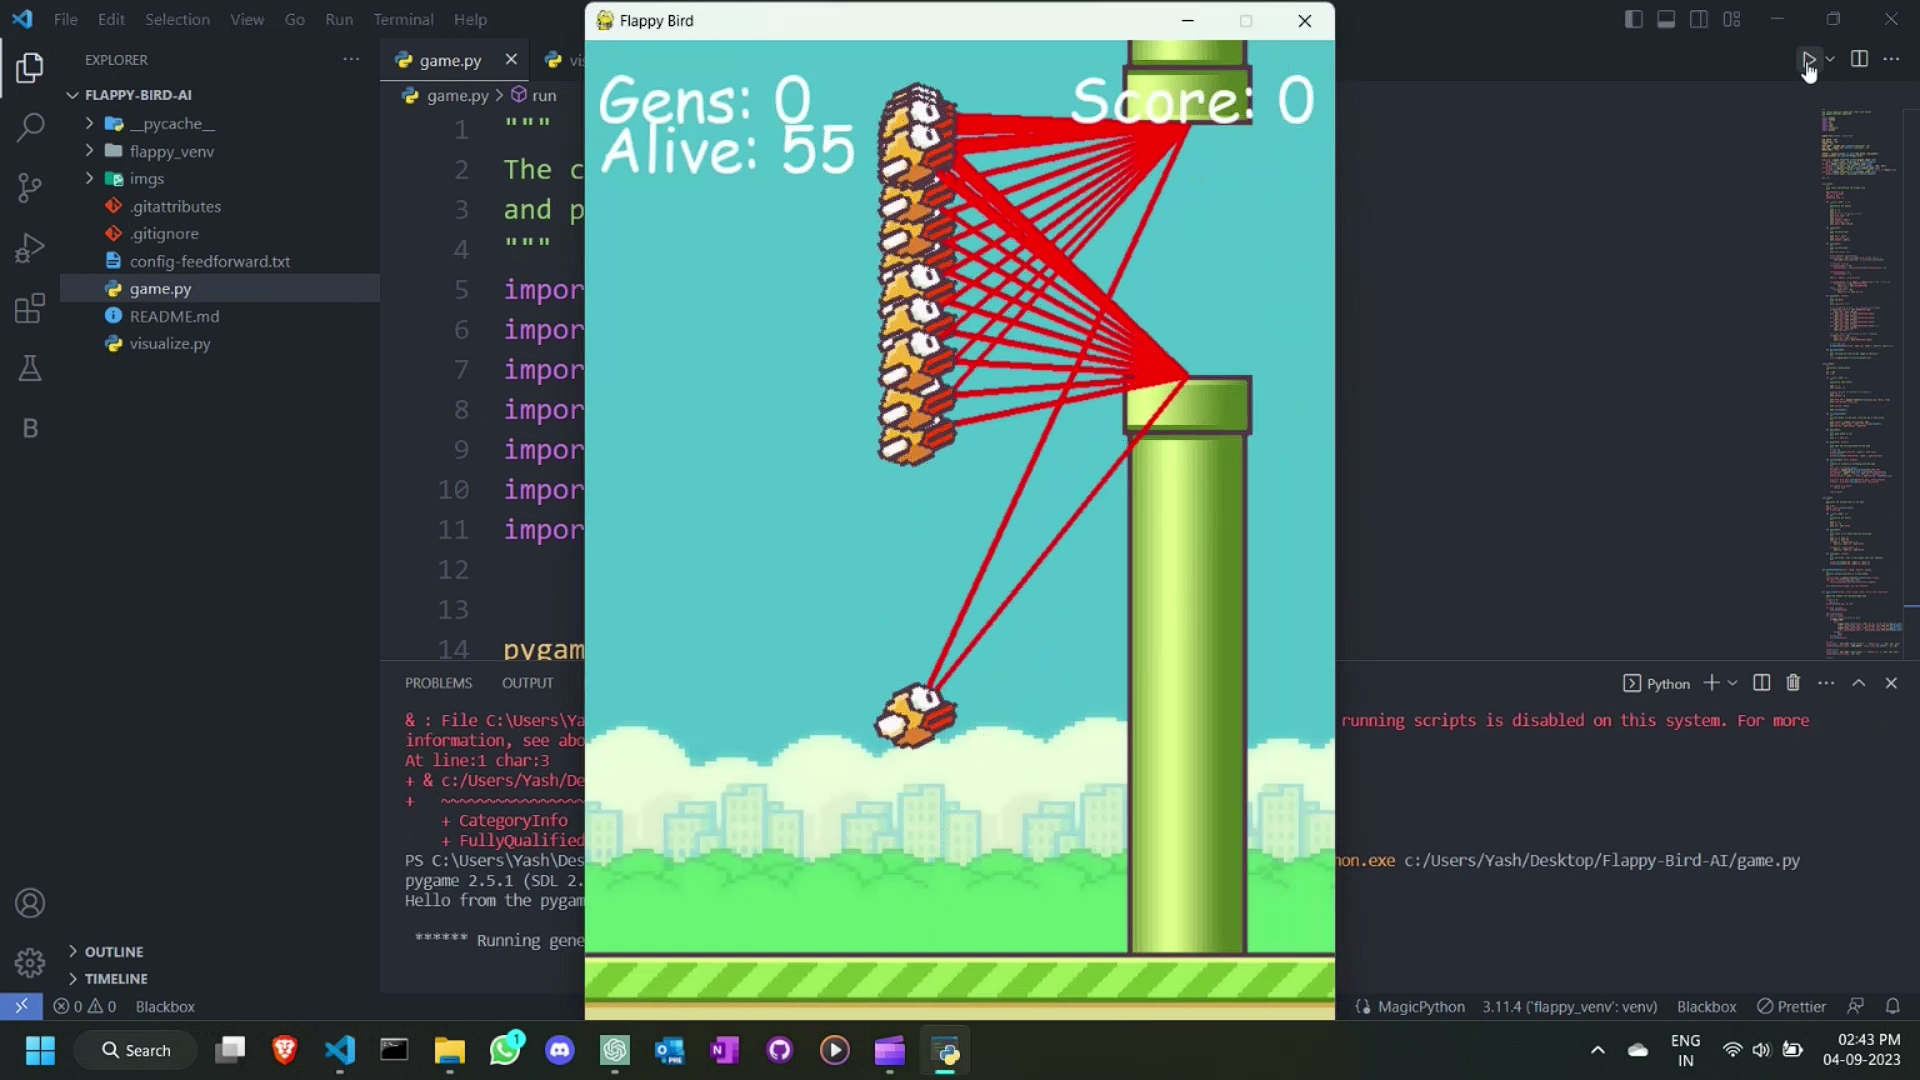 File Edit Selection View Go Run Terminal Help
Flappy Bird
EXPLORER
FLAPPY-BIRD-AI
__pycache__
flappy_venv
imgs
.gitattributes
.gitignore
config-feedforward.txt
game.py
README.md
visualize.py
OUTLINE
TIMELINE
game.py
game.py > run
1 """
2 The c
3 and p
4 """
5 impor
6 impor
7 impor
8 impor
9 impor
10 impor
11 impor
12
13
14 pygam
Gens: 0
Alive: 55
Score: 0
PROBLEMS OUTPUT
Python
& : File C:\Users\Ya running scripts is disabled on this system. For more
information, see abo
At line:1 char:3
+ & c:/Users/Yash/De
+ ~~~~~~~~~~~~~~~~~~
+ CategoryInfo
+ FullyQualified
PS C:\Users\Yash\Des hon.exe c:/Users/Yash/Desktop/Flappy-Bird-AI/game.py
pygame 2.5.1 (SDL 2.
Hello from the pygam
****** Running gene
0 0 Blackbox
MagicPython 3.11.4 ('flappy_venv': venv) Blackbox Prettier
Search
1
ENG
IN
02:43 PM
04-09-2023